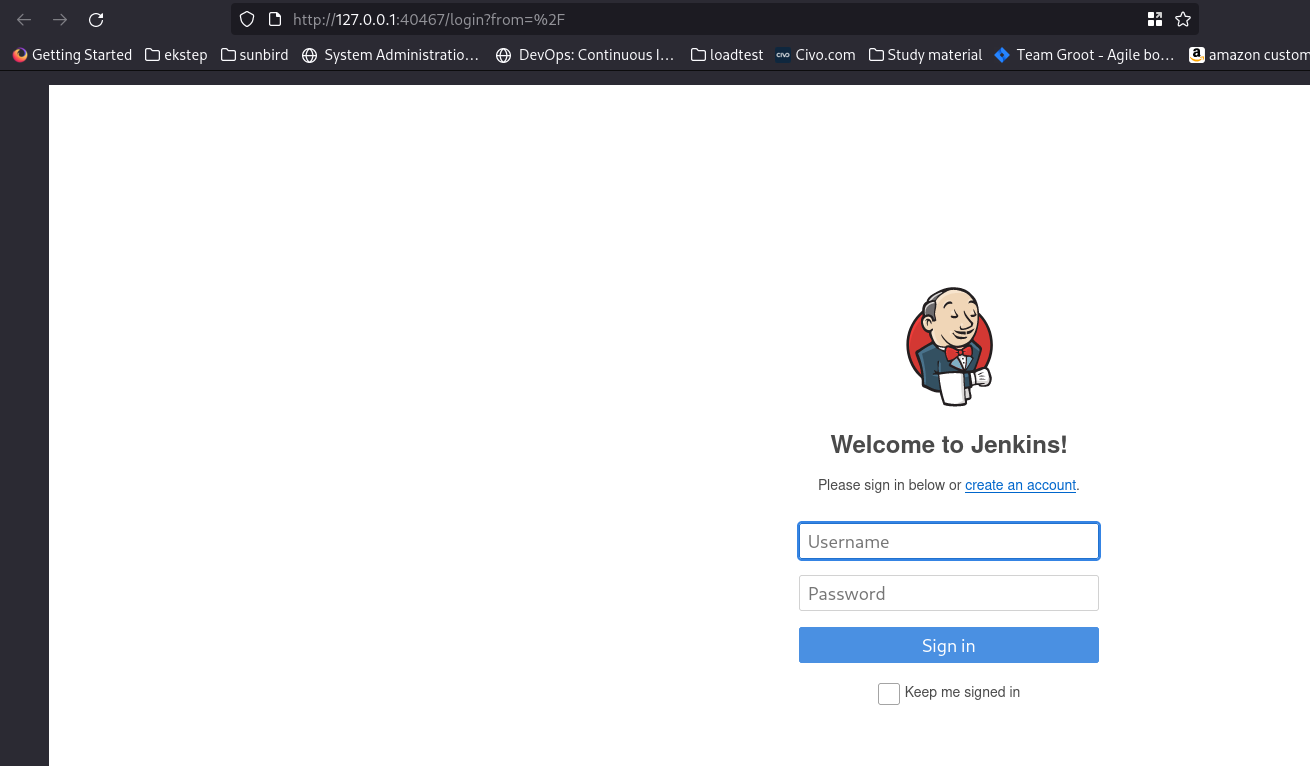 http://127.0.0.1:40467/login?from=%2F
Getting Started ekstep sunbird System Administratio... DevOps: Continuous I... loadtest CIVO Civo.com Study material Team Groot - Agile bo... a amazon custom
Welcome to Jenkins!
Please sign in below or create an account.
Username
Password
Sign in
Keep me signed in